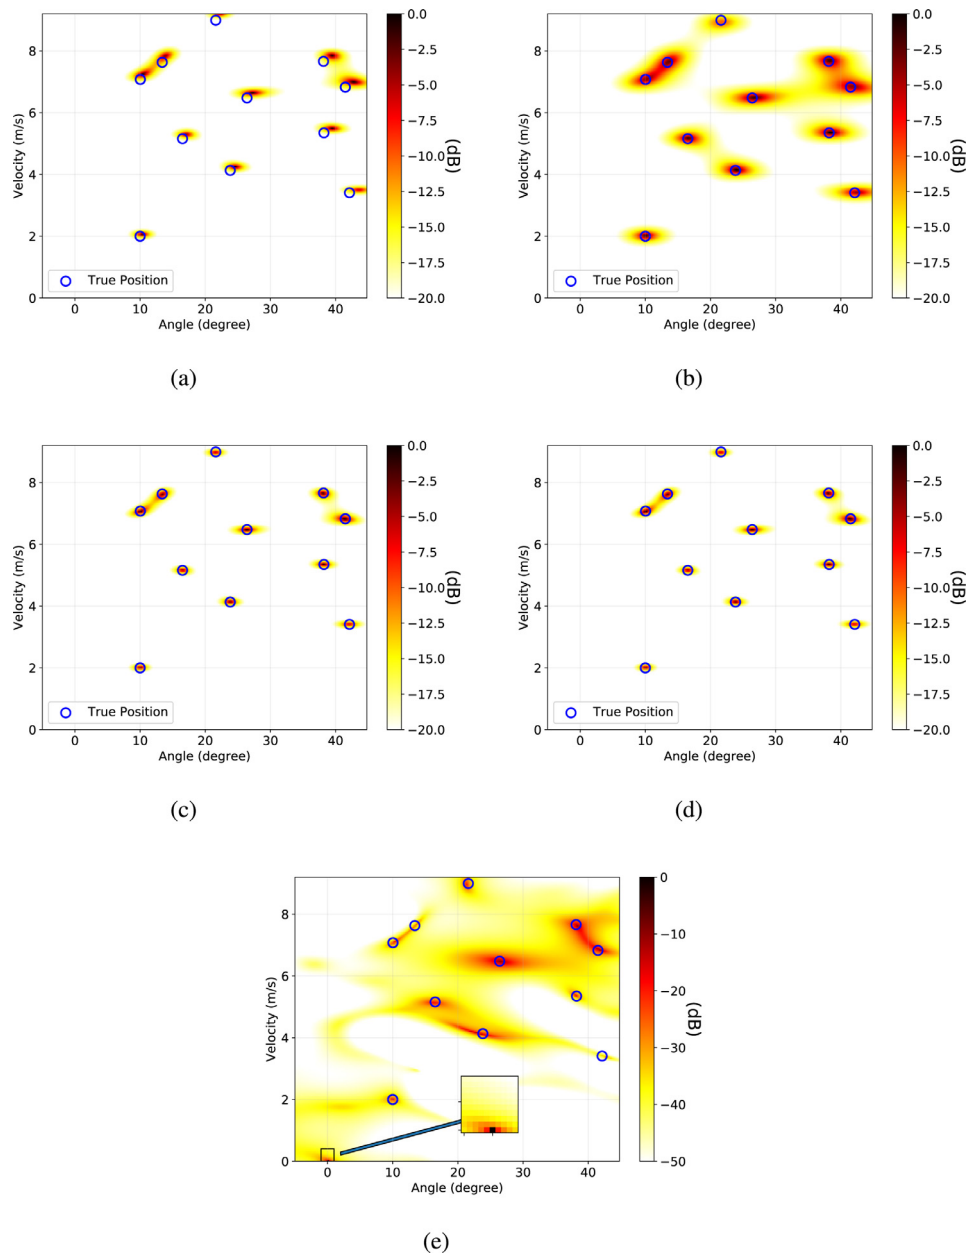 0.0
−2.5
−5.0
−7.5
−10.0
−12.5
−15.0
−17.5
−20.0
(dB)
8
6
4
2
0
Velocity (m/s)
True Position
0 10 20 30 40
Angle (degree)
(a)
0.0
−2.5
−5.0
−7.5
−10.0
−12.5
−15.0
−17.5
−20.0
(dB)
8
6
4
2
0
Velocity (m/s)
True Position
0 10 20 30 40
Angle (degree)
(b)
0.0
−2.5
−5.0
−7.5
−10.0
−12.5
−15.0
−17.5
−20.0
(dB)
8
6
4
2
0
Velocity (m/s)
True Position
0 10 20 30 40
Angle (degree)
(c)
0.0
−2.5
−5.0
−7.5
−10.0
−12.5
−15.0
−17.5
−20.0
(dB)
8
6
4
2
0
Velocity (m/s)
True Position
0 10 20 30 40
Angle (degree)
(d)
0
−10
−20
−30
−40
−50
(dB)
8
6
4
2
0
Velocity (m/s)
0 10 20 30 40
Angle (degree)
(e)